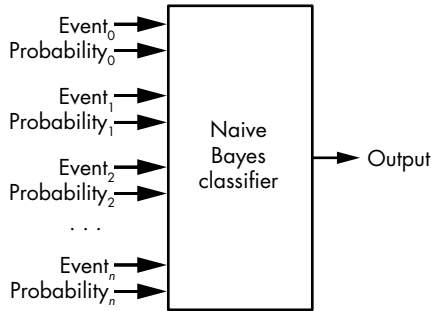 Event₀
Probability₀
Event₁
Probability₁
Event₂
Probability₂
. . .
Eventₙ
Probabilityₙ
Naive
Bayes
classifier
Output